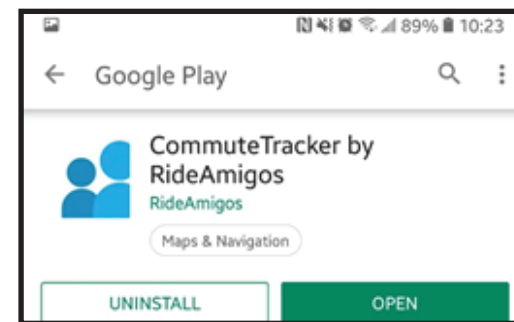 89% 10:23
Google Play
CommuteTracker by
RideAmigos
RideAmigos
Maps & Navigation
UNINSTALL OPEN